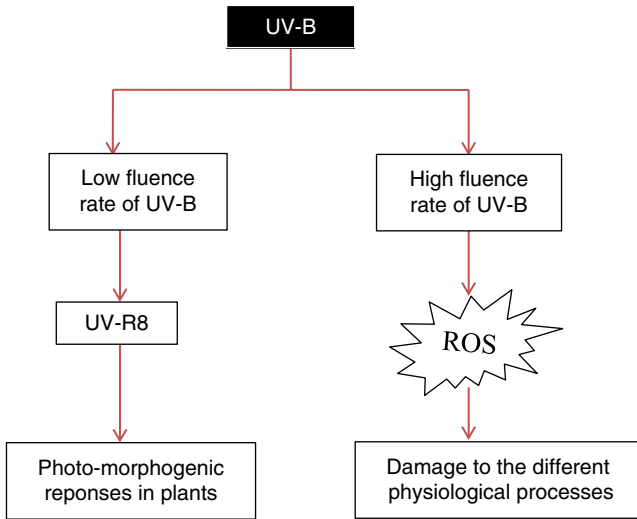 UV-B
Low fluence
rate of UV-B
High fluence
rate of UV-B
UV-R8
ROS
Photo-morphogenic
reponses in plants
Damage to the different
physiological processes